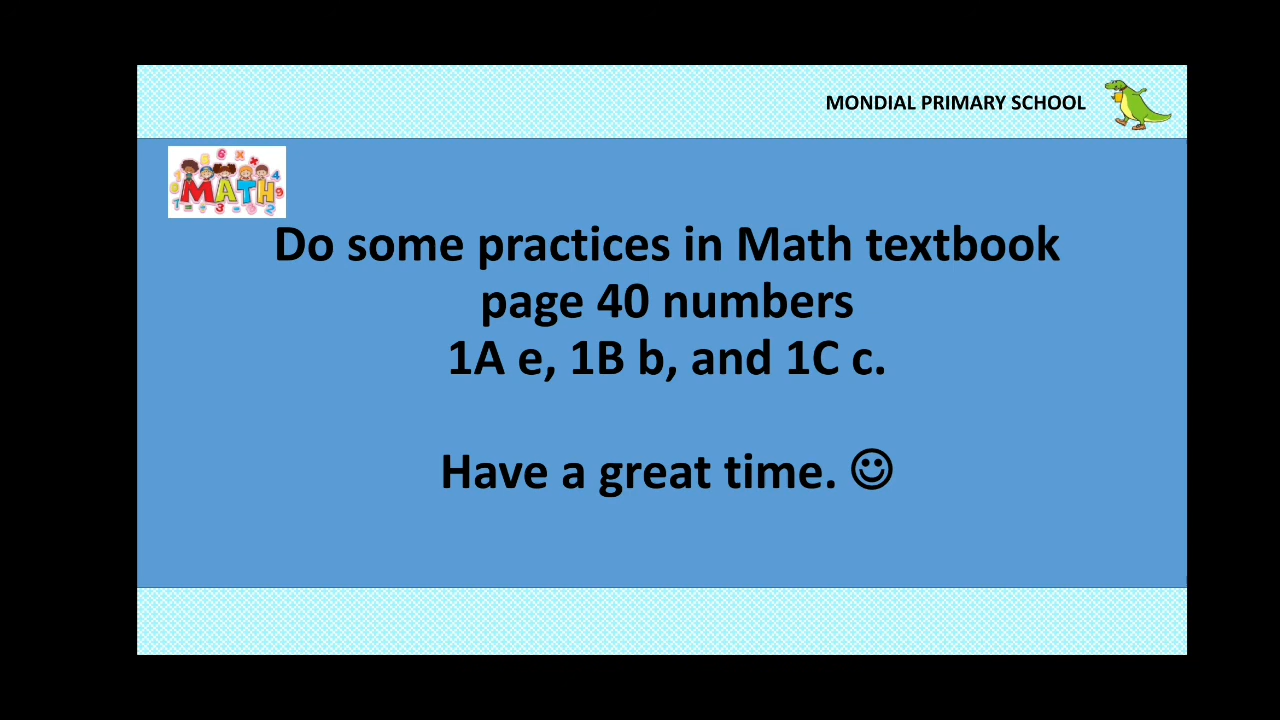 MONDIAL PRIMARY SCHOOL
MATH
Do some practices in Math textbook
page 40 numbers
1A e, 1B b, and 1C c.
Have a great time. ☺